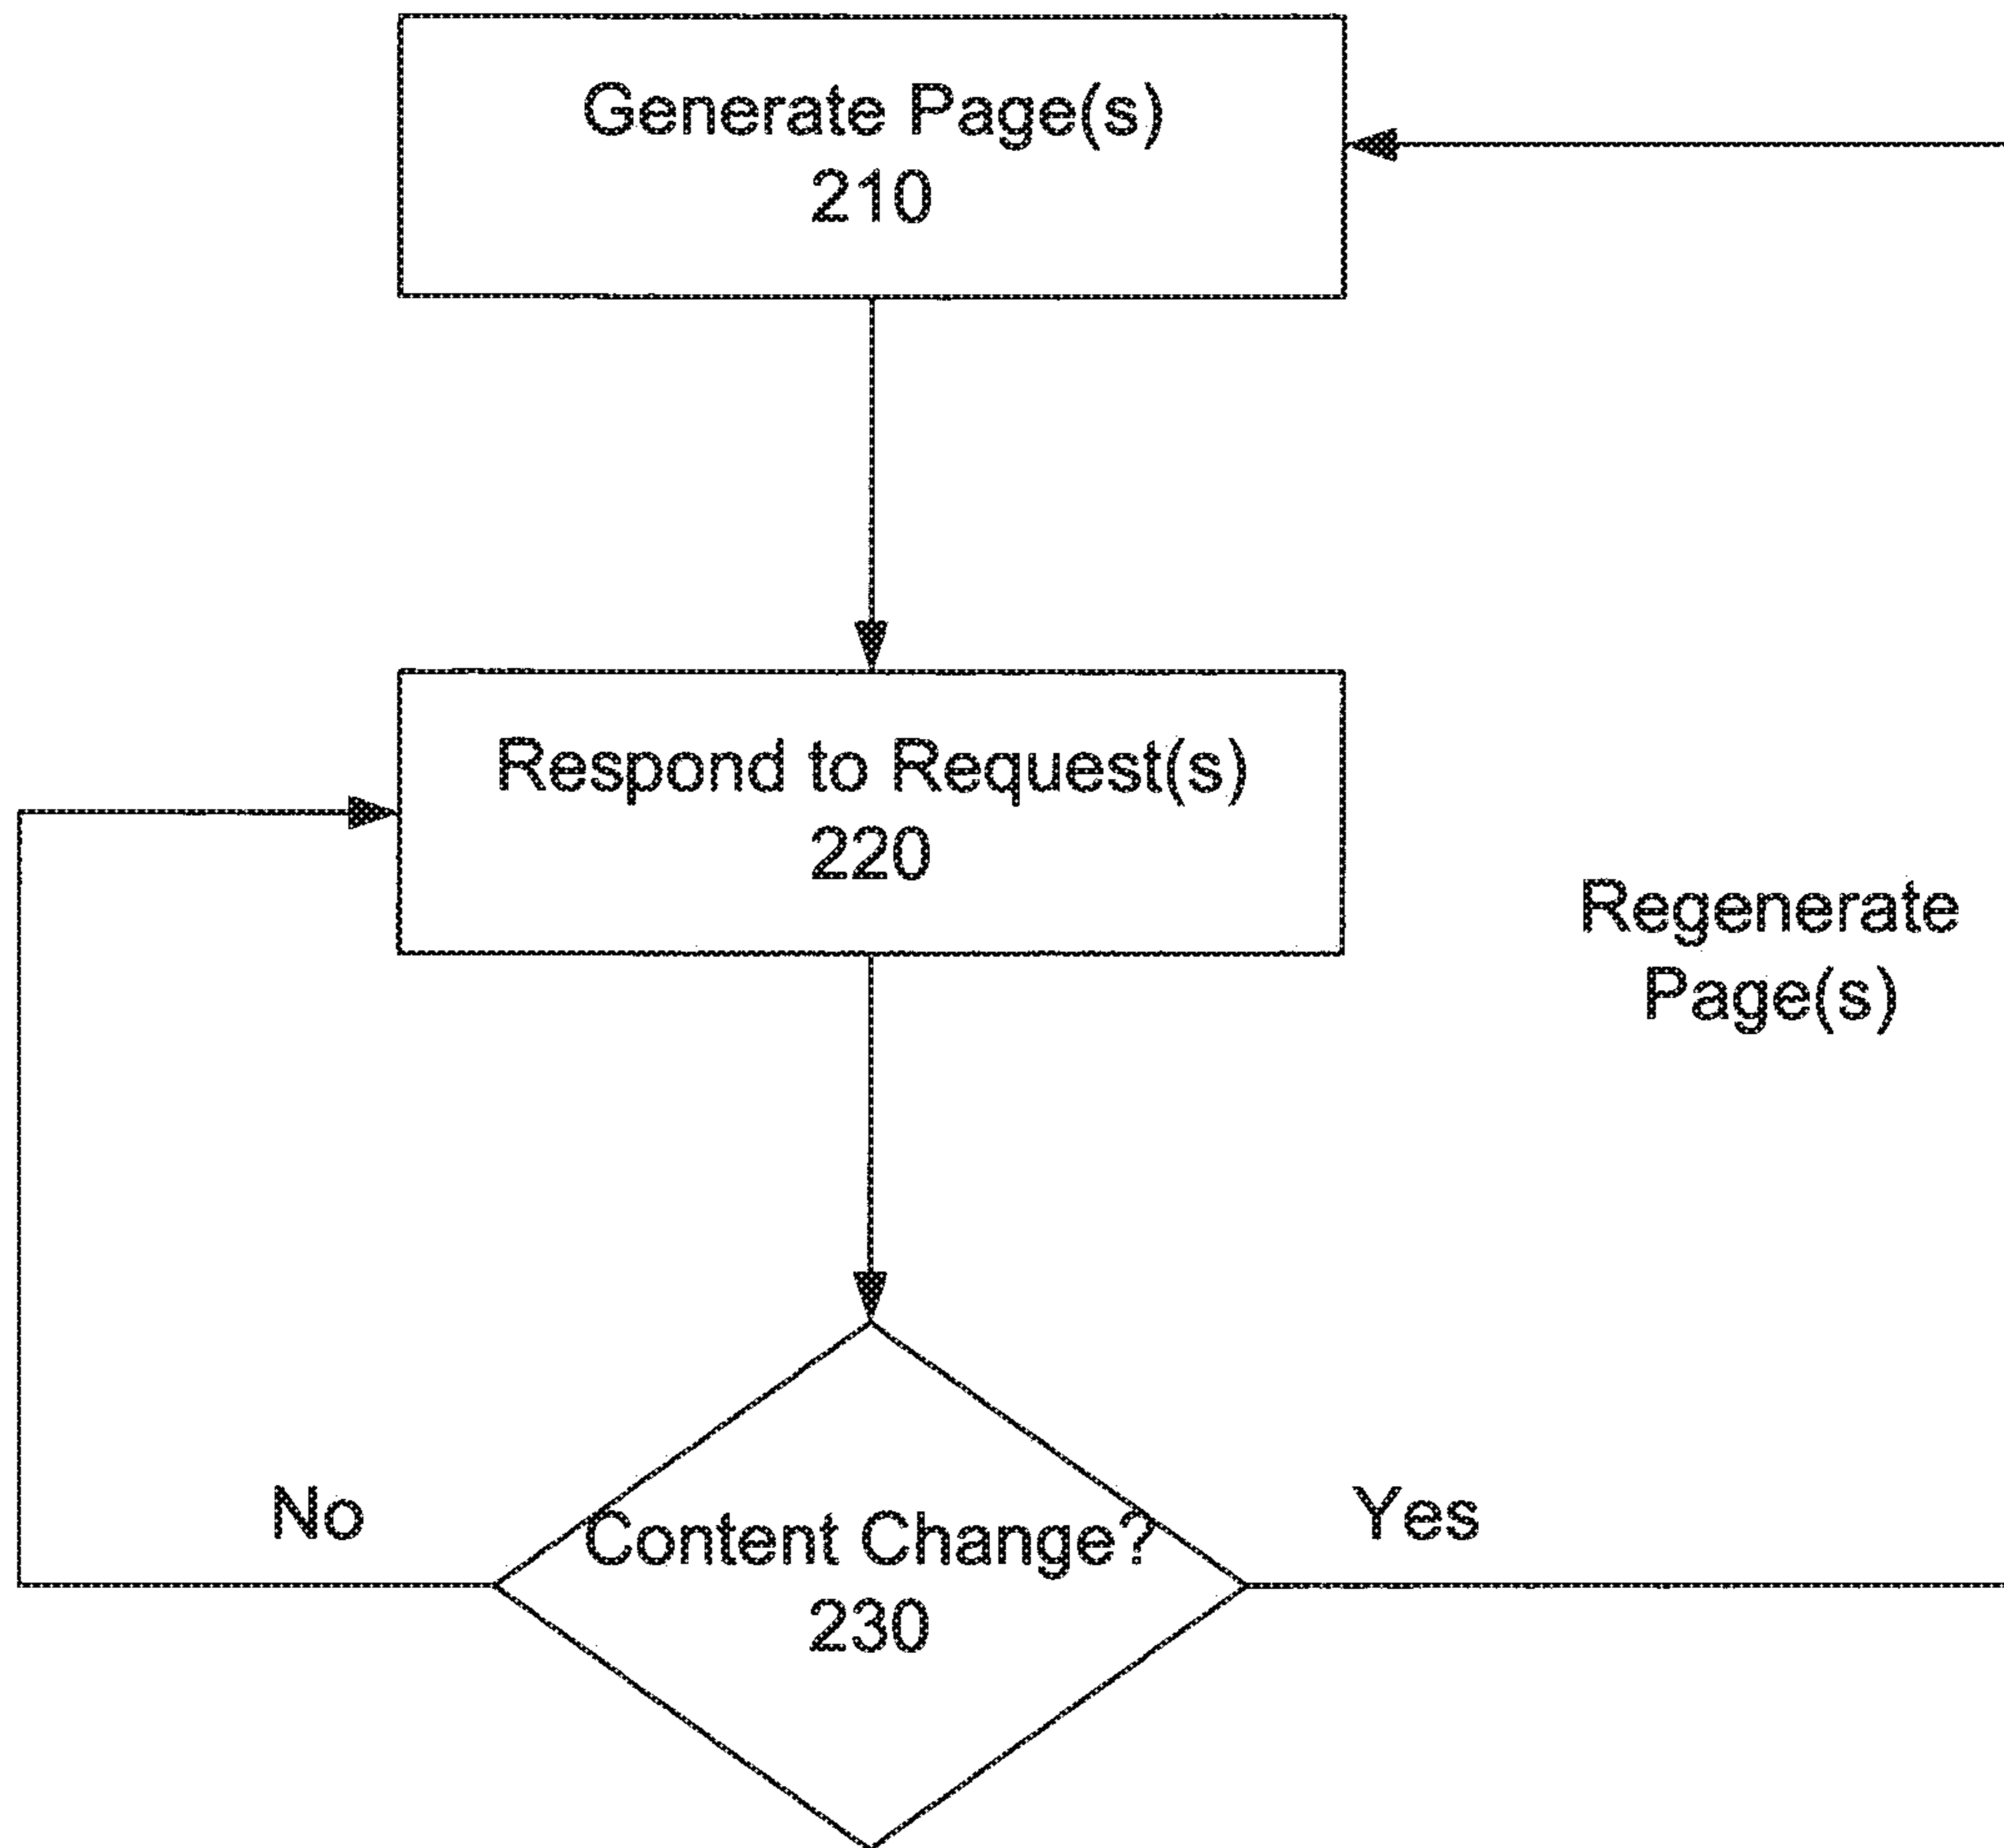 Generate Page(s)
210
Respond to Request(s)
220
Regenerate
Page(s)
No
Content Change?
Yes
230